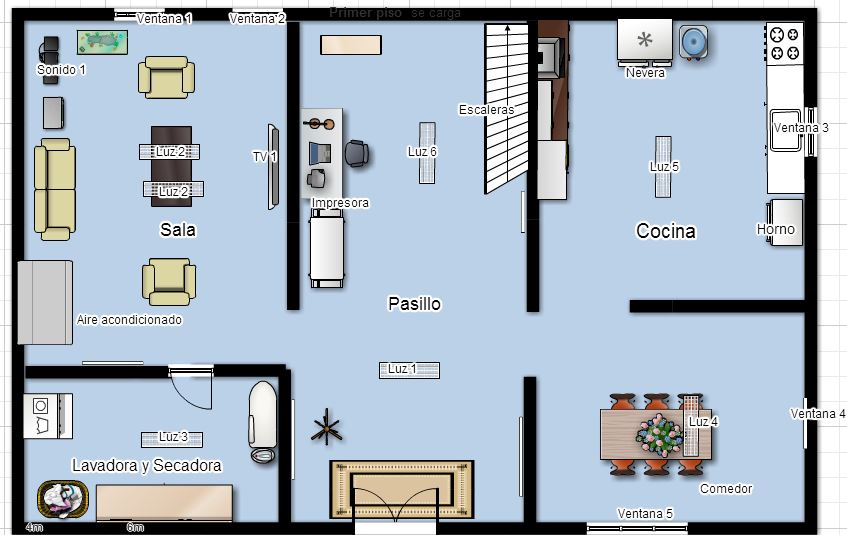 Primer piso se carga
Ventana 1
Ventana 2
Sonido 1
Nevera
Escaleras
Ventana 3
Luz 2
TV 1
Luz 6
Luz 5
Luz 2
Impresora
Sala
Cocina
Horno
Pasillo
Aire acondicionado
Luz 1
Ventana 4
Luz 4
Luz 3
Lavadora y Secadora
Comedor
Ventana 5
4m
6m